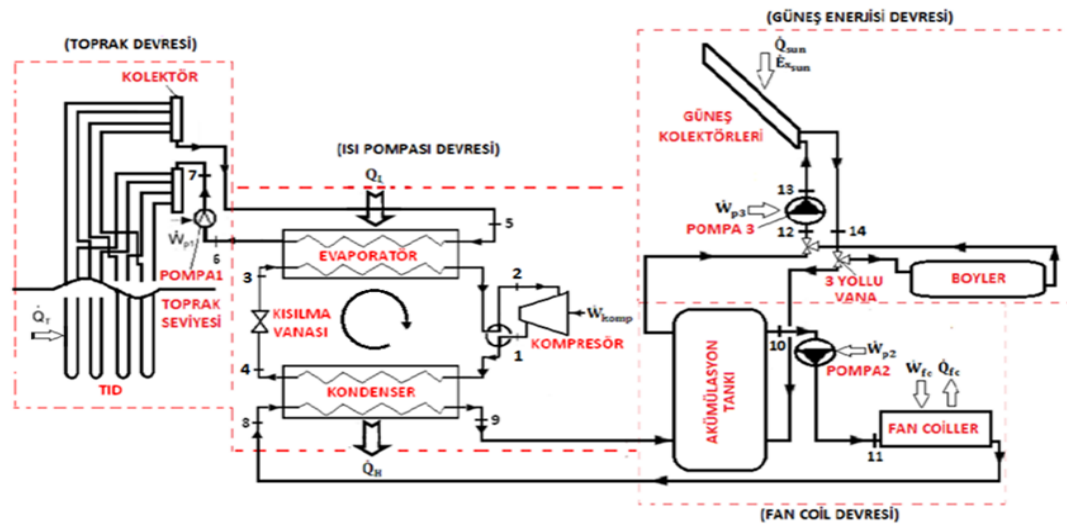 (GÜNEŞ ENERJİSİ DEVRESİ)
(TOPRAK DEVRESİ)
KOLEKTÖR
Q̇sun
Ėxsun
GÜNEŞ
KOLEKTÖRLERİ
(ISI POMPASI DEVRESİ)
Q̇L
7
13
Ẇp3
POMPA 3
12
14
5
Ẇp1
6
POMPA1
EVAPORATÖR
3 YOLLU
VANA
BOYLER
3
2
Q̇T
TOPRAK
SEVİYESİ
KISILMA
VANASI
Ẇkomp
KOMPRESÖR
1
10
Ẇp2
POMPA2
4
TID
KONDENSER
AKÜMÜLASYON
TANKI
Ẇfc
Q̇fc
8
9
FAN COİLLER
11
Q̇H
(FAN COİL DEVRESİ)